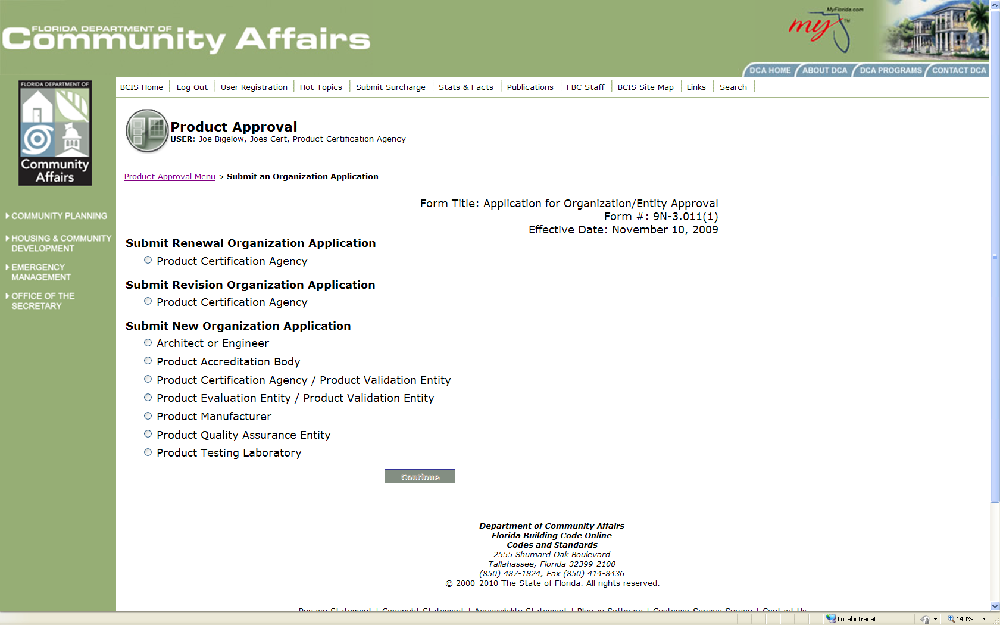 MyFlorida.com
my TM
FLORIDA DEPARTMENT OF
Community Affairs
DCA HOME ABOUT DCA DCA PROGRAMS CONTACT DCA
FLORIDA DEPARTMENT OF
Community
Affairs
BCIS Home Log Out User Registration Hot Topics Submit Surcharge Stats & Facts Publications FBC Staff BCIS Site Map Links Search
Product Approval
USER: Joe Bigelow, Joes Cert, Product Certification Agency
Product Approval Menu > Submit an Organization Application
COMMUNITY PLANNING
HOUSING & COMMUNITY
DEVELOPMENT
EMERGENCY
MANAGEMENT
OFFICE OF THE
SECRETARY
Form Title: Application for Organization/Entity Approval
Form #: 9N-3.011(1)
Effective Date: November 10, 2009
Submit Renewal Organization Application
Product Certification Agency
Submit Revision Organization Application
Product Certification Agency
Submit New Organization Application
Architect or Engineer
Product Accreditation Body
Product Certification Agency / Product Validation Entity
Product Evaluation Entity / Product Validation Entity
Product Manufacturer
Product Quality Assurance Entity
Product Testing Laboratory
Continue
Department of Community Affairs
Florida Building Code Online
Codes and Standards
2555 Shumard Oak Boulevard
Tallahassee, Florida 32399-2100
(850) 487-1824, Fax (850) 414-8436
© 2000-2010 The State of Florida. All rights reserved.
Privacy Statement | Copyright Statement | Accessibility Statement | Plug-in Software | Customer Service Survey | Contact Us
Local intranet 140%